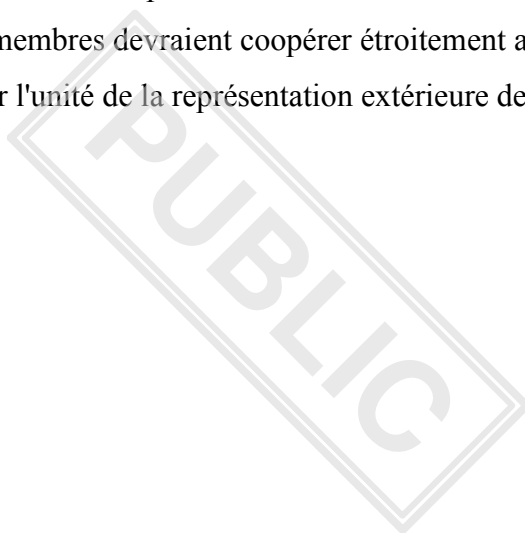 membres devraient coopérer étroitement a
r l'unité de la représentation extérieure de
PUBLIC